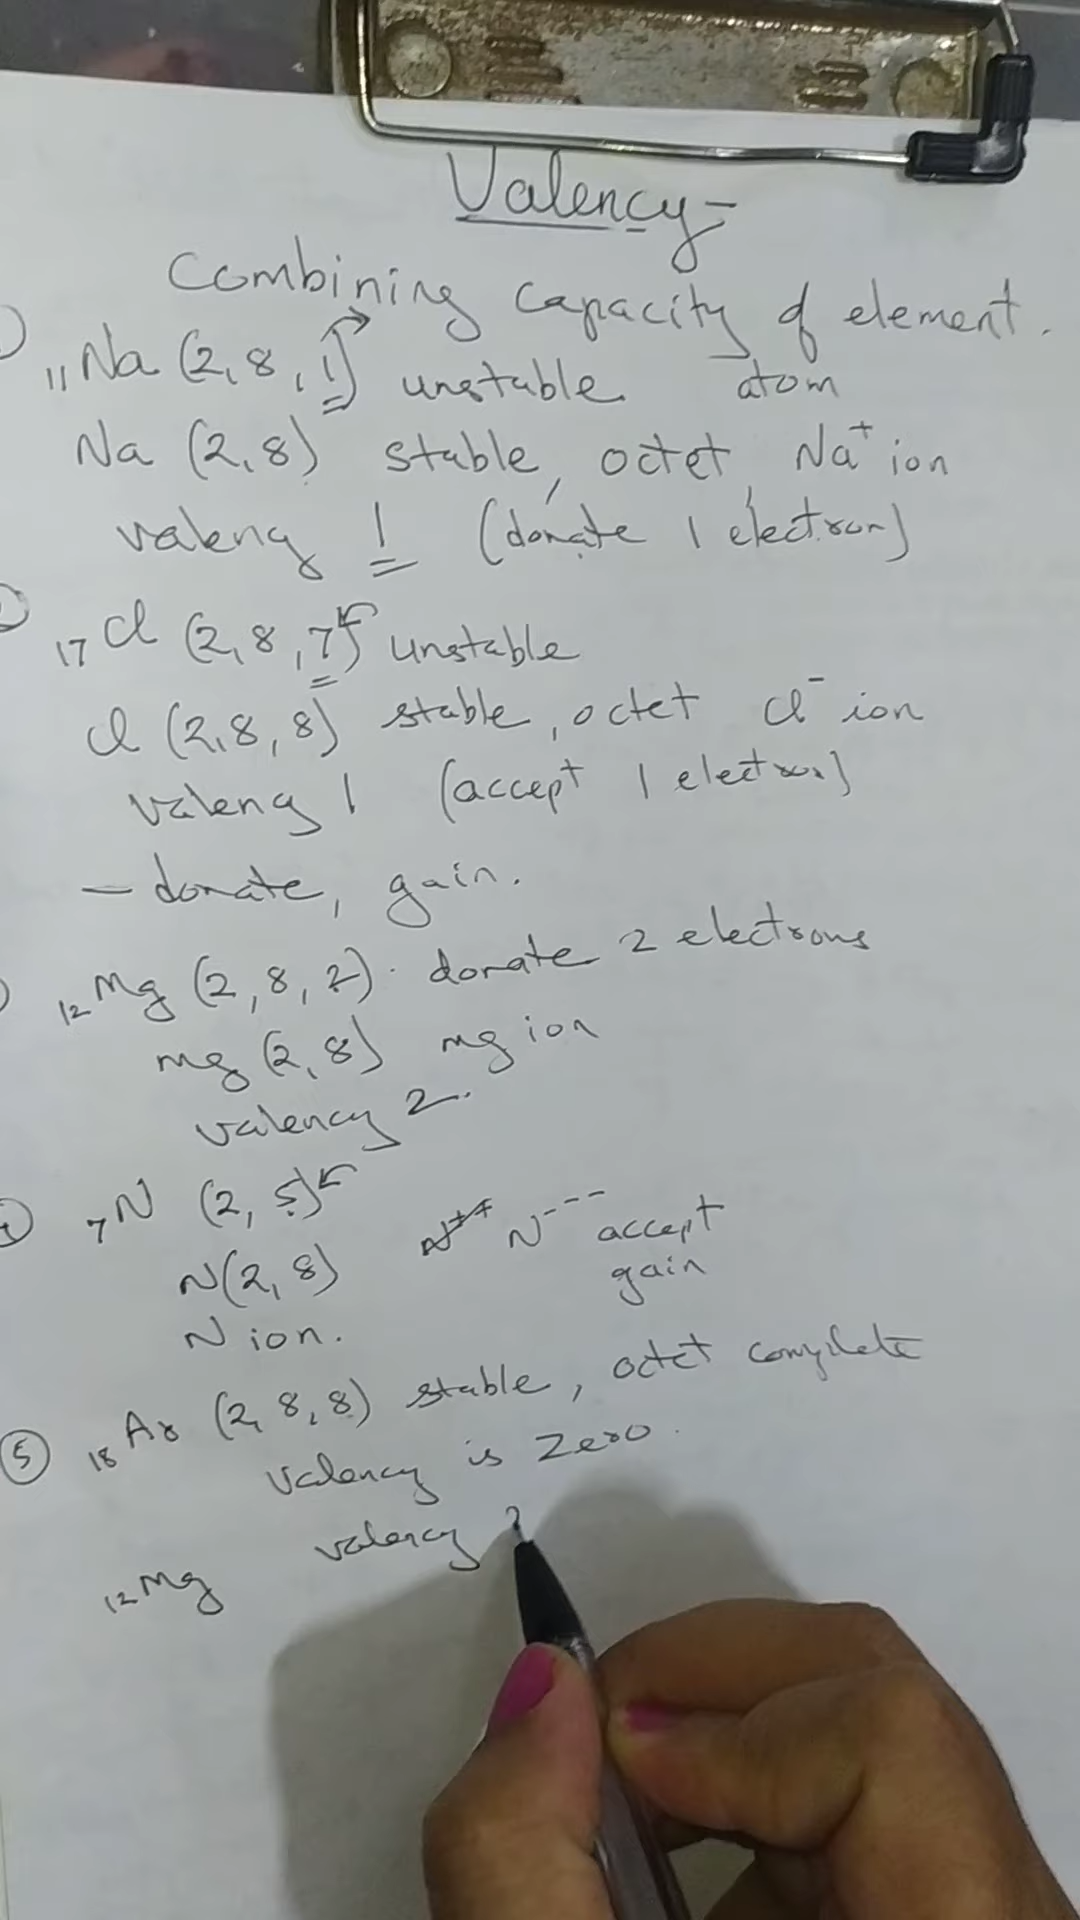 Valency-
Combining capacity of element.
11Na (2,8,1) unstable atom
Na (2,8) stable, octet, Na+ ion
valency 1 (donate 1 electron)
17Cl (2,8,7) unstable
Cl (2,8,8) stable, octet Cl- ion
valency 1 (accept 1 electron)
- donate, gain.
12Mg (2,8,2). donate 2 electrons
mg (2,8) mg ion
valency 2.
7N (2,5)
N(2,8) N--- accept
gain
N ion.
5 18Ar (2,8,8) stable, octet complete
valency is zero.
12Mg valency